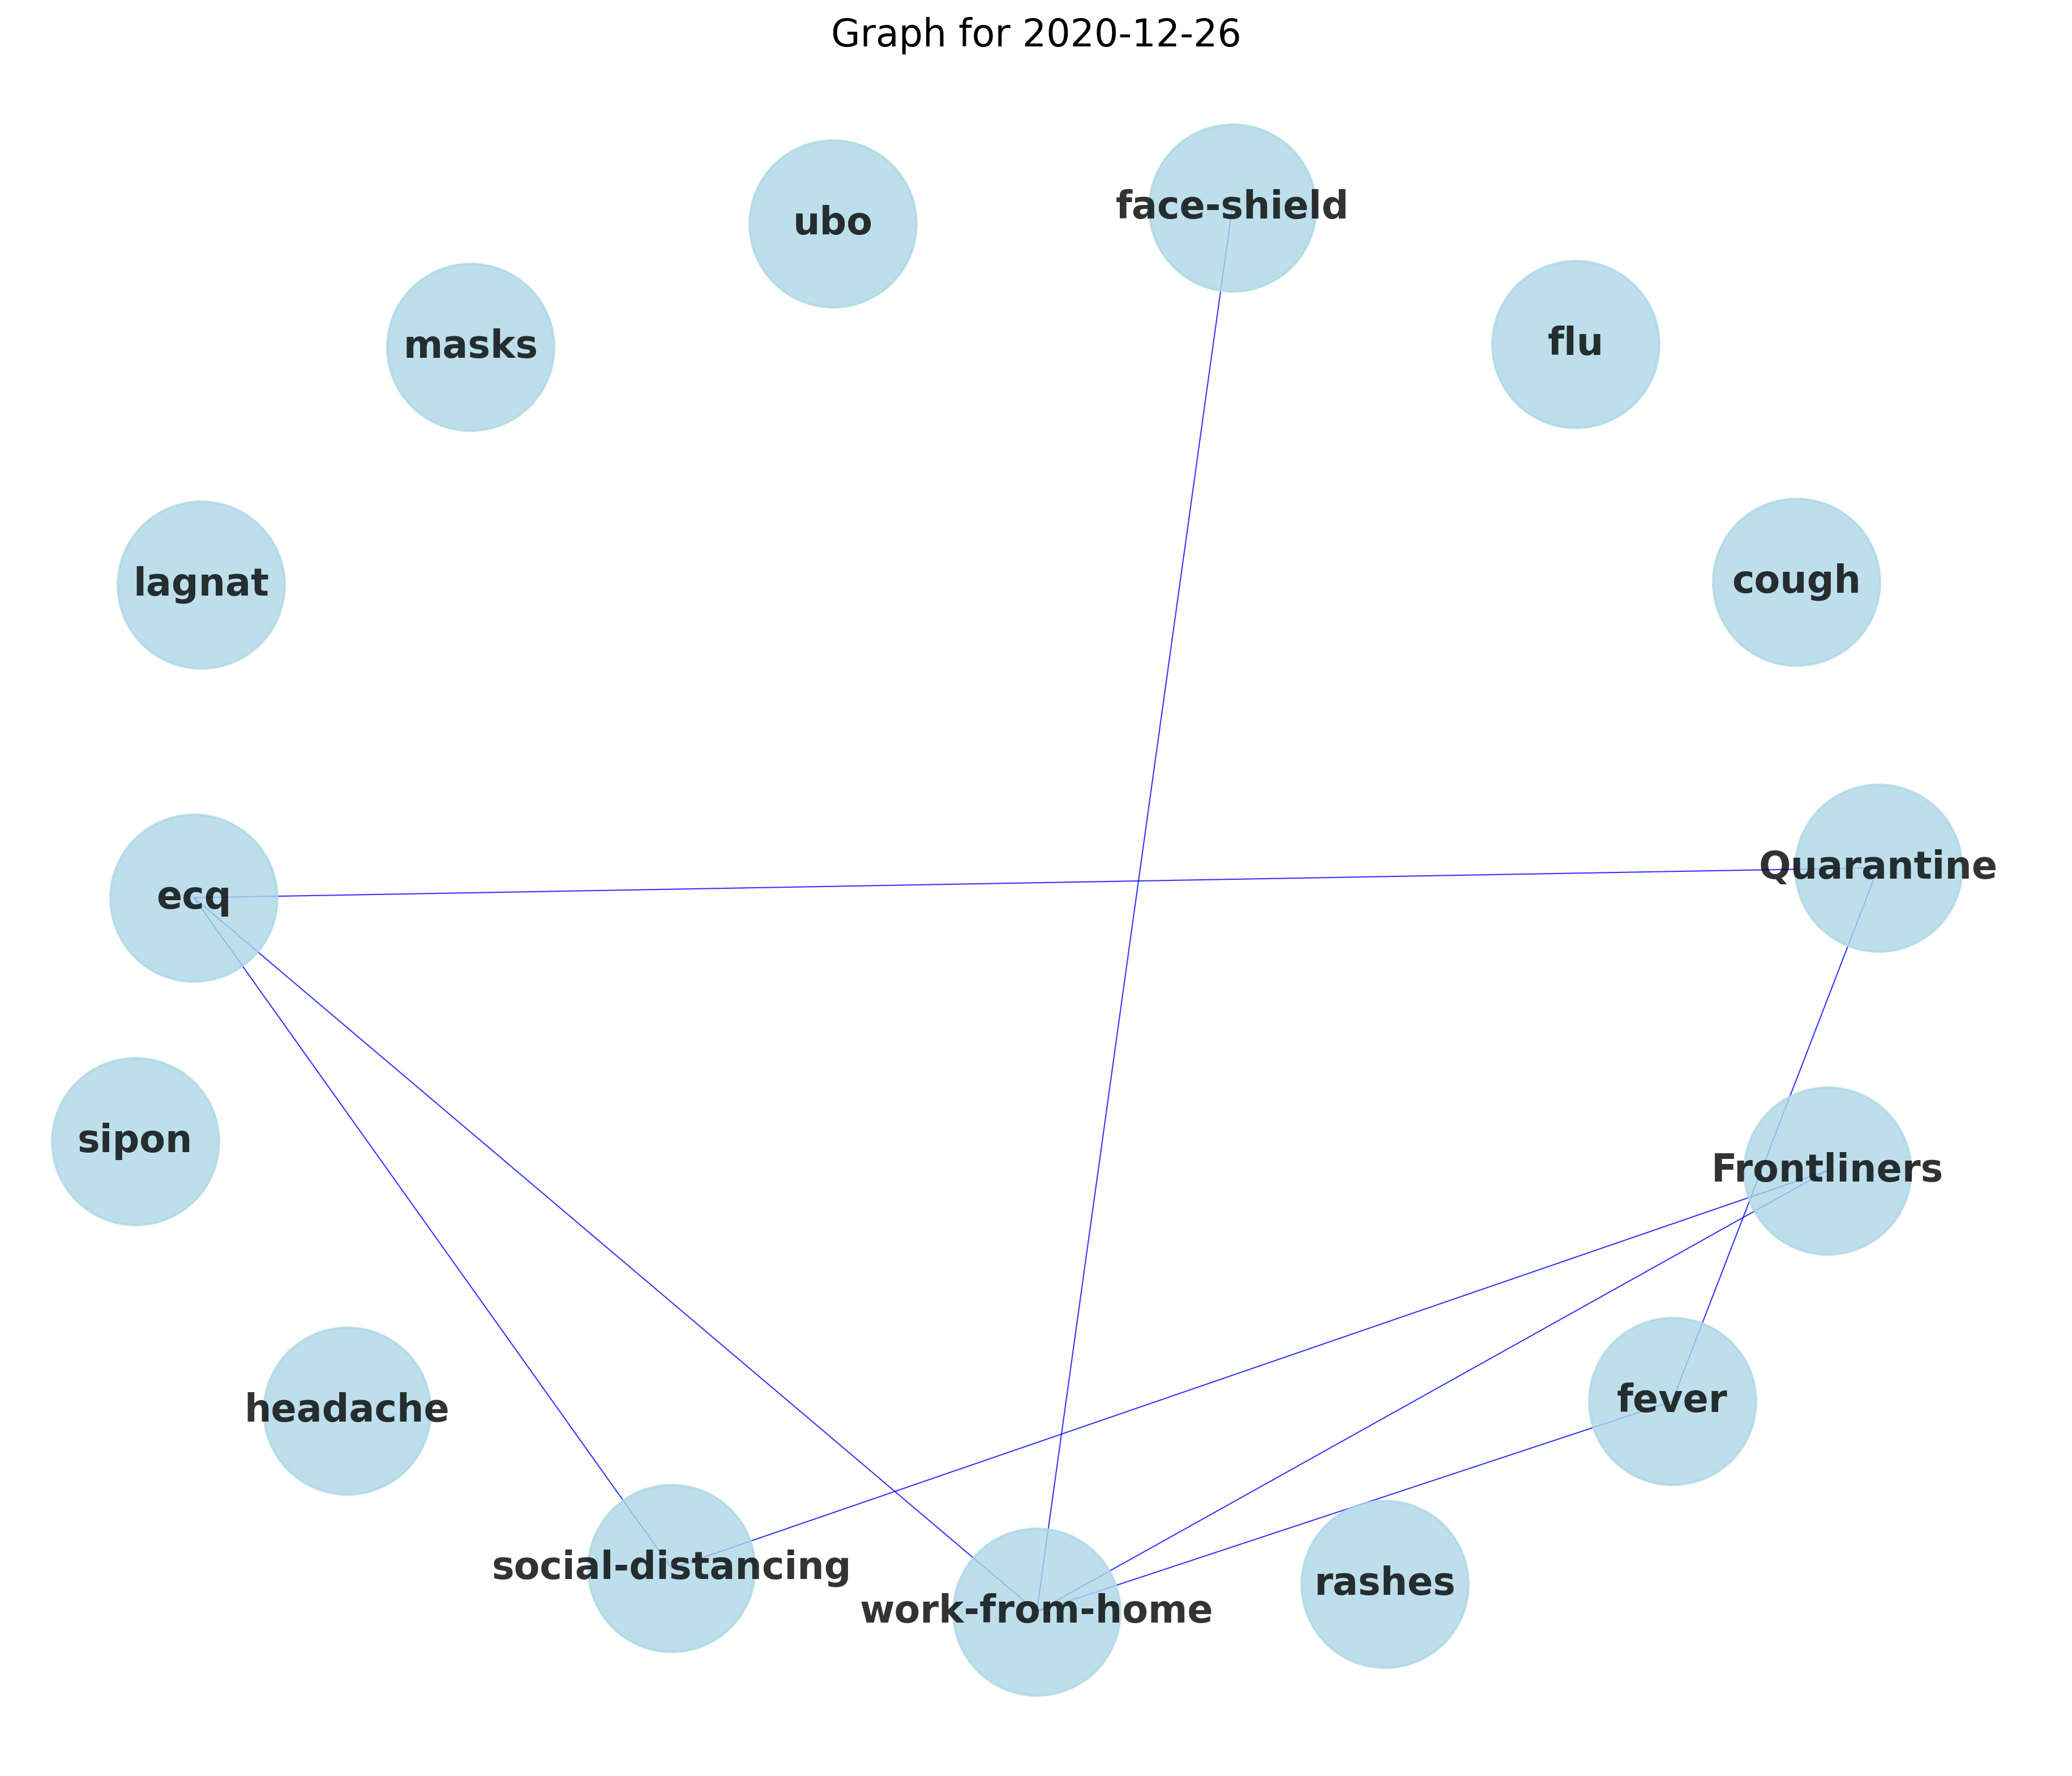 Graph for 2020-12-26
face-shield
ubo
flu
masks
cough
lagnat
Quarantine
ecq
sipon
Frontliners
fever
headache
social-distancing
rashes
work-from-home